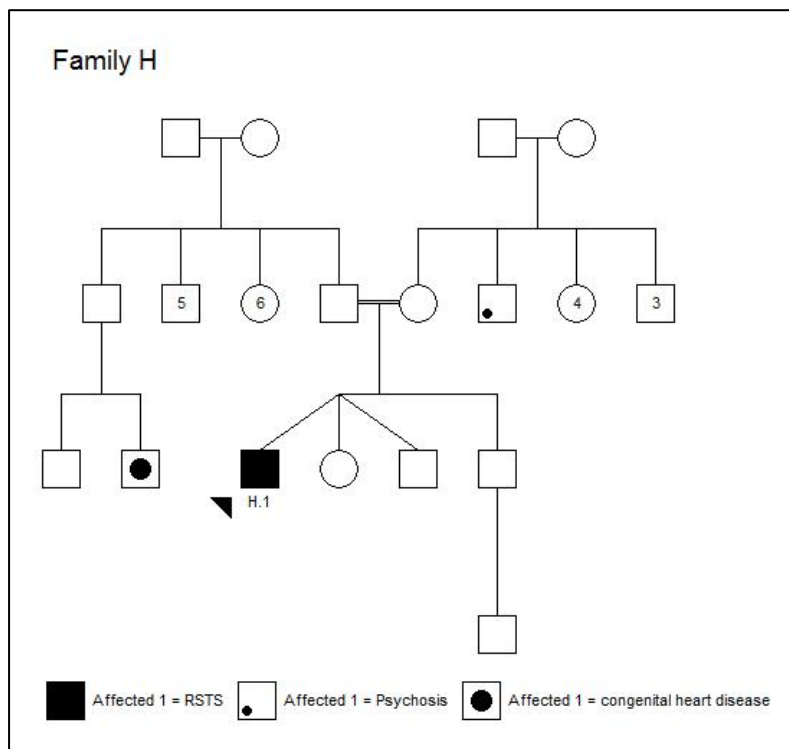 Family H
5
6
4
3
H.1
Affected 1 = RSTS
Affected 1 = Psychosis
Affected 1 = congenital heart disease